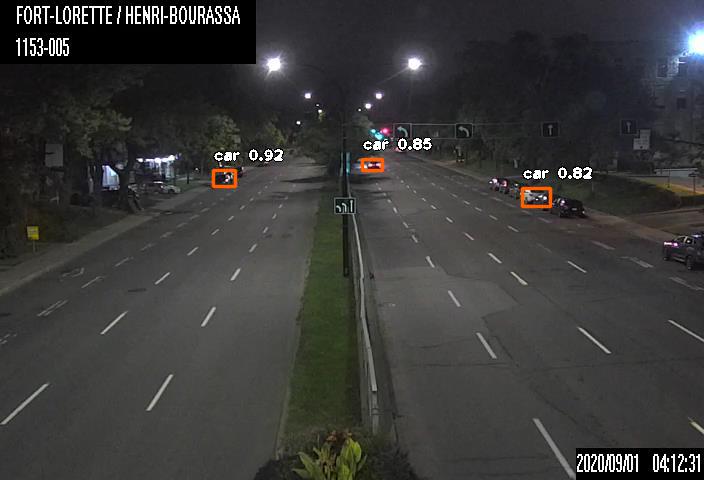 FORT-LORETTE / HENRI-BOURASSA
1153-005
car 0.92
car 0.85
car 0.82
2020/09/01 04:12:31